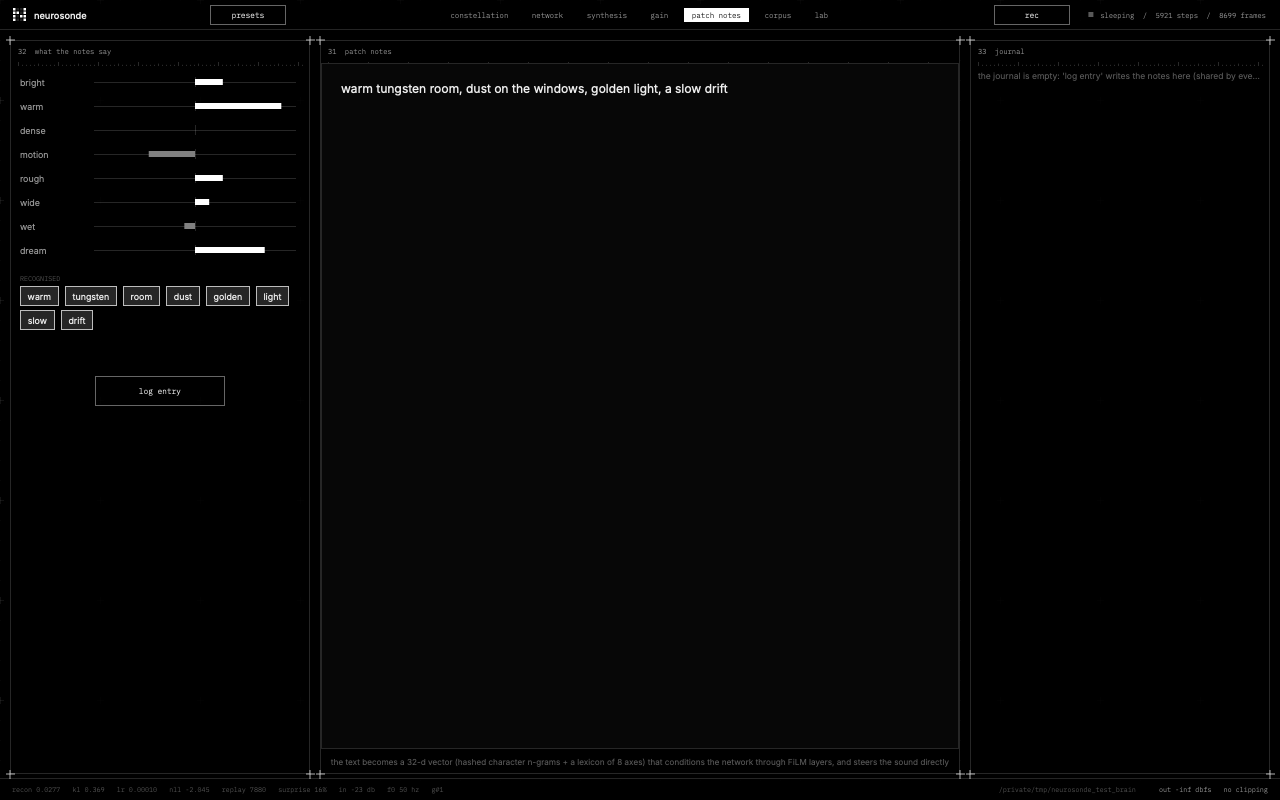 neurosonde
presets
constellation network synthesis gain patch notes corpus lab
rec
sleeping / 5921 steps / 8699 frames
32 what the notes say
bright
warm
dense
motion
rough
wide
wet
dream
RECOGNISED
warm tungsten room dust golden light
slow drift
log entry
31 patch notes
warm tungsten room, dust on the windows, golden light, a slow drift
the text becomes a 32-d vector (hashed character n-grams + a lexicon of 8 axes) that conditions the network through FiLM layers, and steers the sound directly
33 journal
the journal is empty: 'log entry' writes the notes here (shared by eve...
recon 0.0277 kl 0.369 lr 0.00010 nll -2.045 replay 7880 surprise 168 in -23 db f0 50 hz g#1
/private/tmp/neurosonde_test_brain out -inf dbfs no clipping